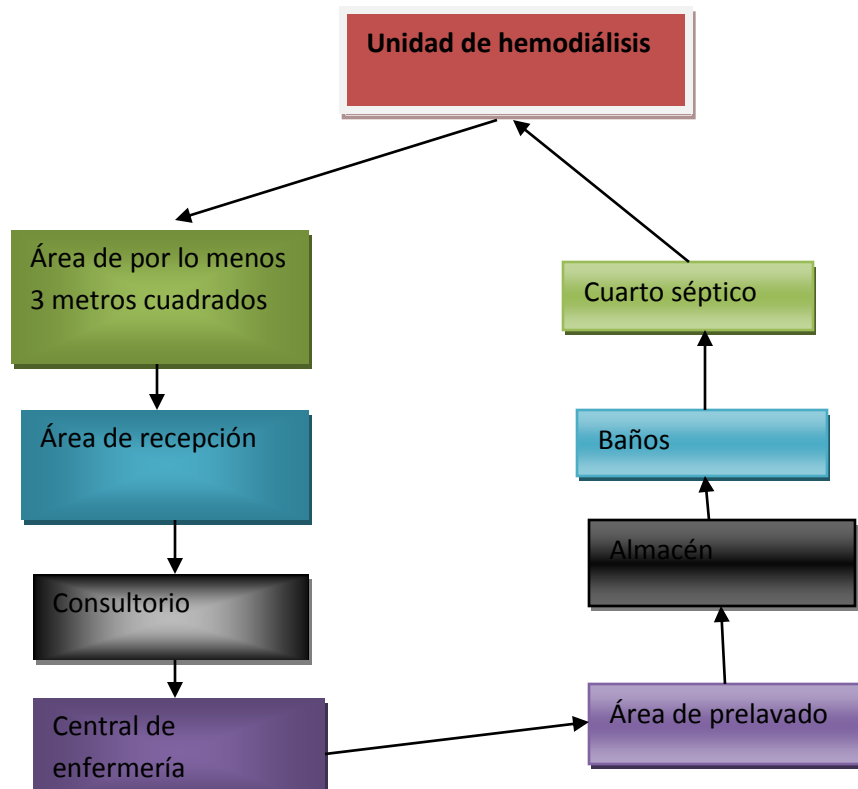 Unidad de hemodiálisis
Área de por lo menos
3 metros cuadrados
Área de recepción
Consultorio
Central de
enfermería
Área de prelavado
Almacén
Baños
Cuarto séptico